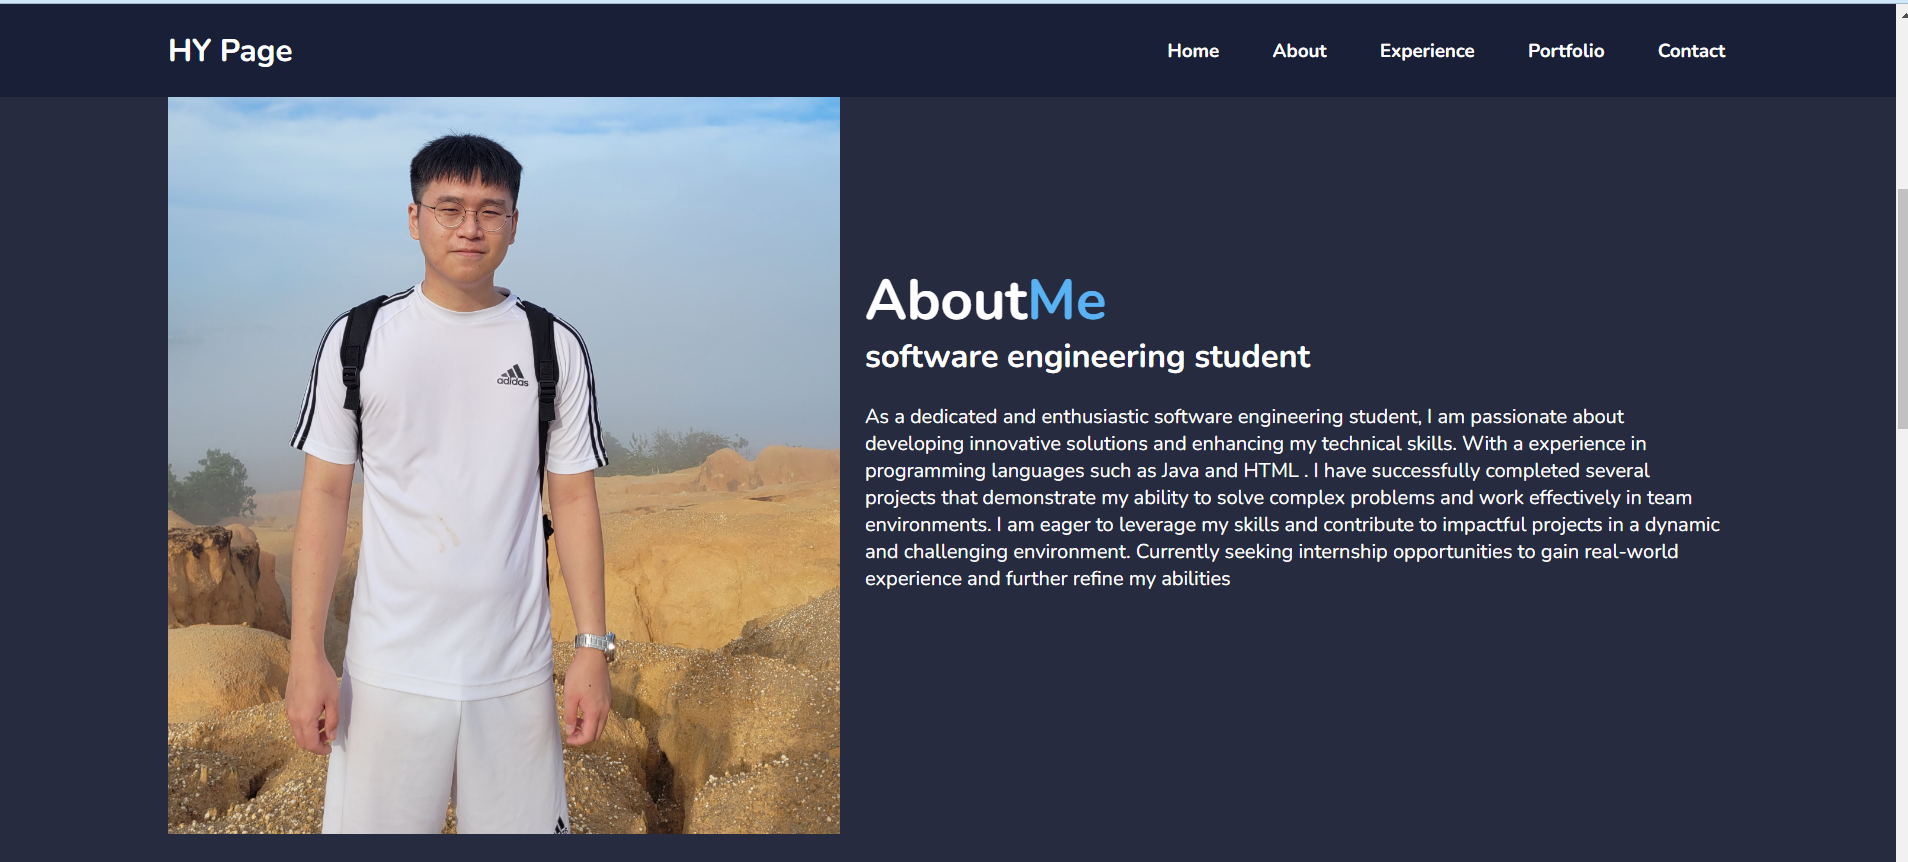 HY Page
Home
About
Experience
Portfolio
Contact
adidas
AboutMe
software engineering student
As a dedicated and enthusiastic software engineering student, I am passionate about
developing innovative solutions and enhancing my technical skills. With a experience in
programming languages such as Java and HTML . I have successfully completed several
projects that demonstrate my ability to solve complex problems and work effectively in team
environments. I am eager to leverage my skills and contribute to impactful projects in a dynamic
and challenging environment. Currently seeking internship opportunities to gain real-world
experience and further refine my abilities